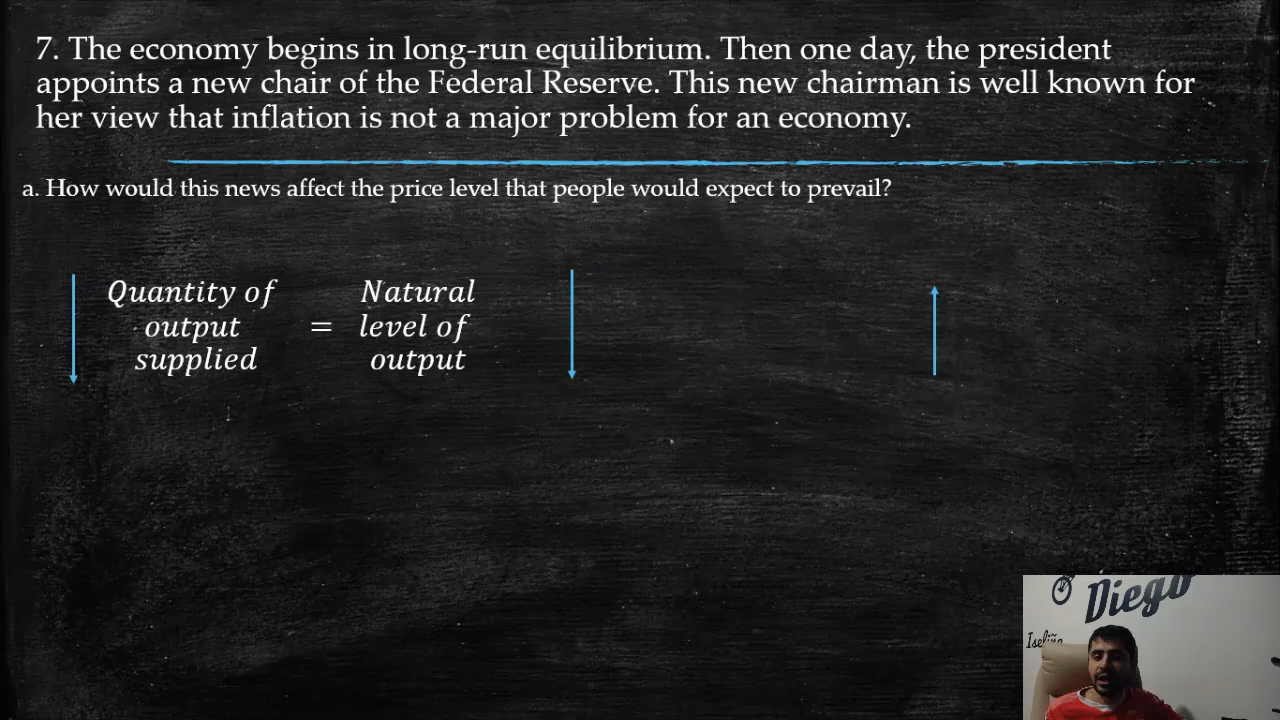 7. The economy begins in long-run equilibrium. Then one day, the president
appoints a new chair of the Federal Reserve. This new chairman is well known for
her view that inflation is not a major problem for an economy.
a. How would this news affect the price level that people would expect to prevail?
Quantity of
output
supplied
=
Natural
level of
output
Diego
Iseliña